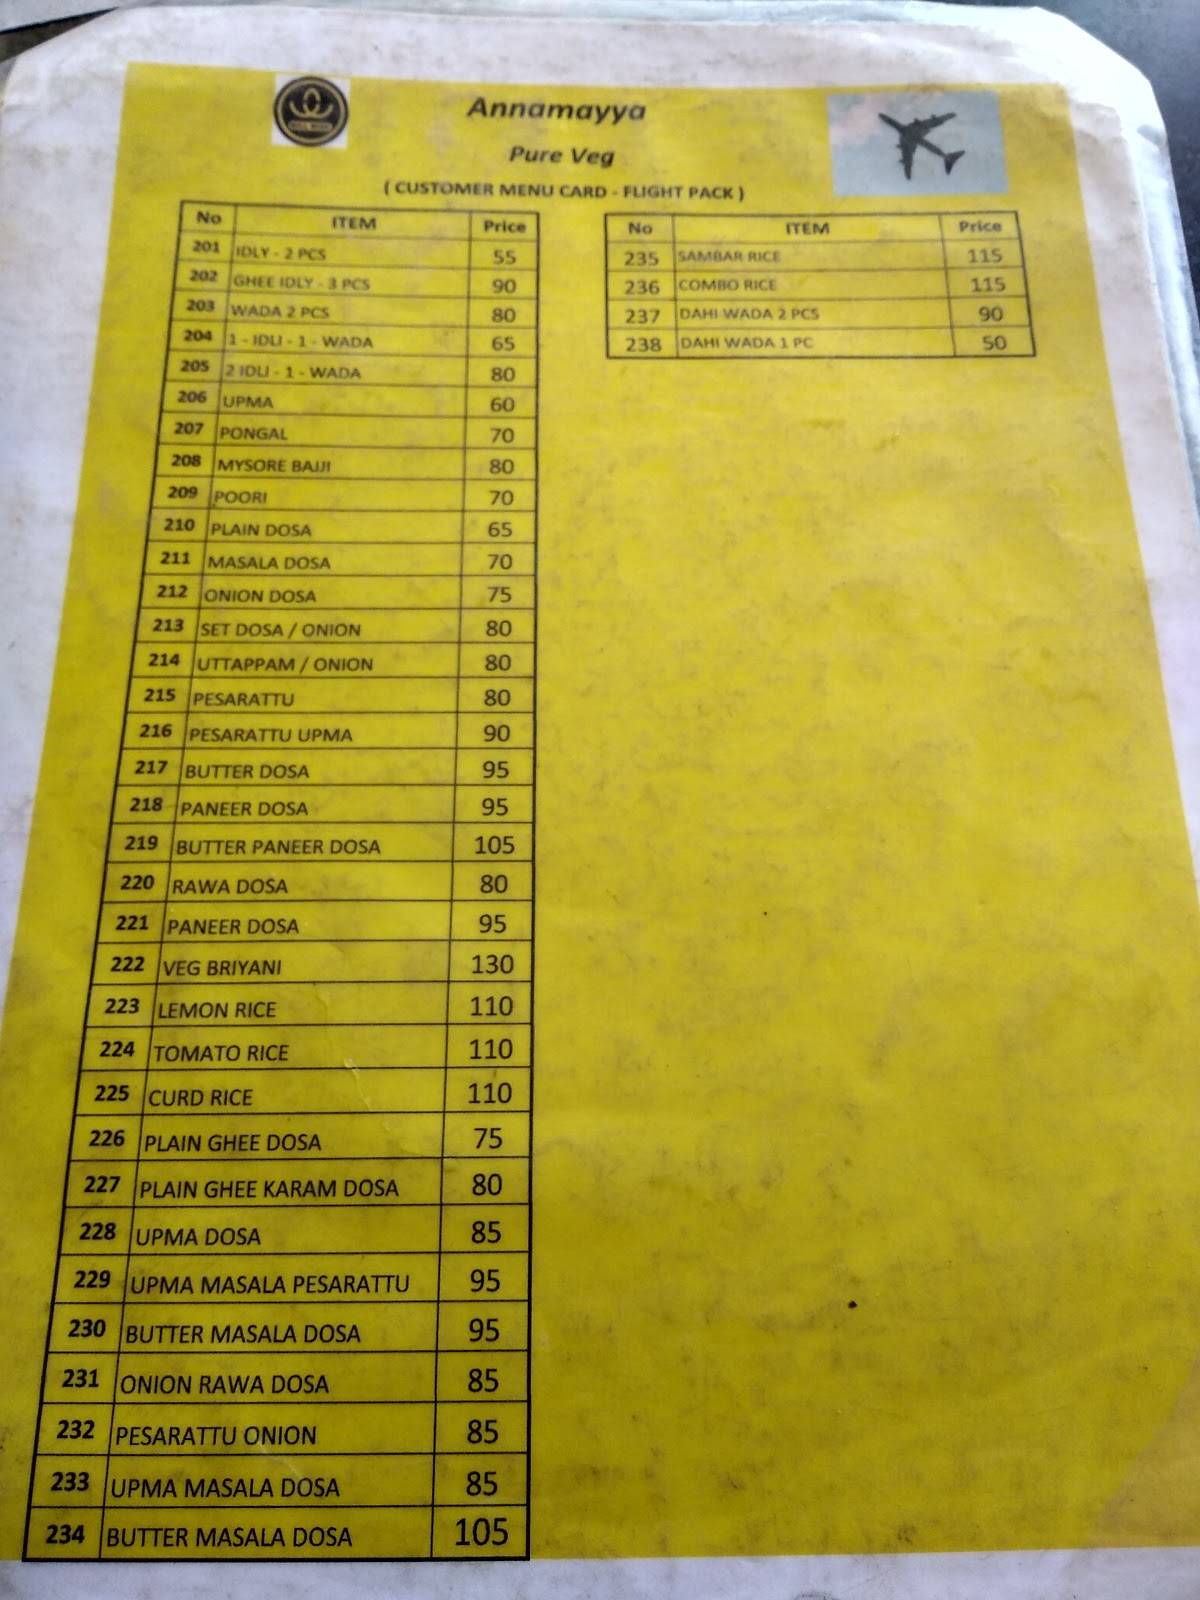 Annamayya
Pure Veg
( CUSTOMER MENU CARD - FLIGHT PACK )
No ITEM Price
201 IDLY - 2 PCS 55
202 GHEE IDLY - 3 PCS 90
203 WADA 2 PCS 80
204 1 - IDLI - 1 - WADA 65
205 2 IDLI - 1 - WADA 80
206 UPMA 60
207 PONGAL 70
208 MYSORE BAJJI 80
209 POORI 70
210 PLAIN DOSA 65
211 MASALA DOSA 70
212 ONION DOSA 75
213 SET DOSA / ONION 80
214 UTTAPPAM / ONION 80
215 PESARATTU 80
216 PESARATTU UPMA 90
217 BUTTER DOSA 95
218 PANEER DOSA 95
219 BUTTER PANEER DOSA 105
220 RAWA DOSA 80
221 PANEER DOSA 95
222 VEG BRIYANI 130
223 LEMON RICE 110
224 TOMATO RICE 110
225 CURD RICE 110
226 PLAIN GHEE DOSA 75
227 PLAIN GHEE KARAM DOSA 80
228 UPMA DOSA 85
229 UPMA MASALA PESARATTU 95
230 BUTTER MASALA DOSA 95
231 ONION RAWA DOSA 85
232 PESARATTU ONION 85
233 UPMA MASALA DOSA 85
234 BUTTER MASALA DOSA 105
No ITEM Price
235 SAMBAR RICE 115
236 COMBO RICE 115
237 DAHI WADA 2 PCS 90
238 DAHI WADA 1 PC 50